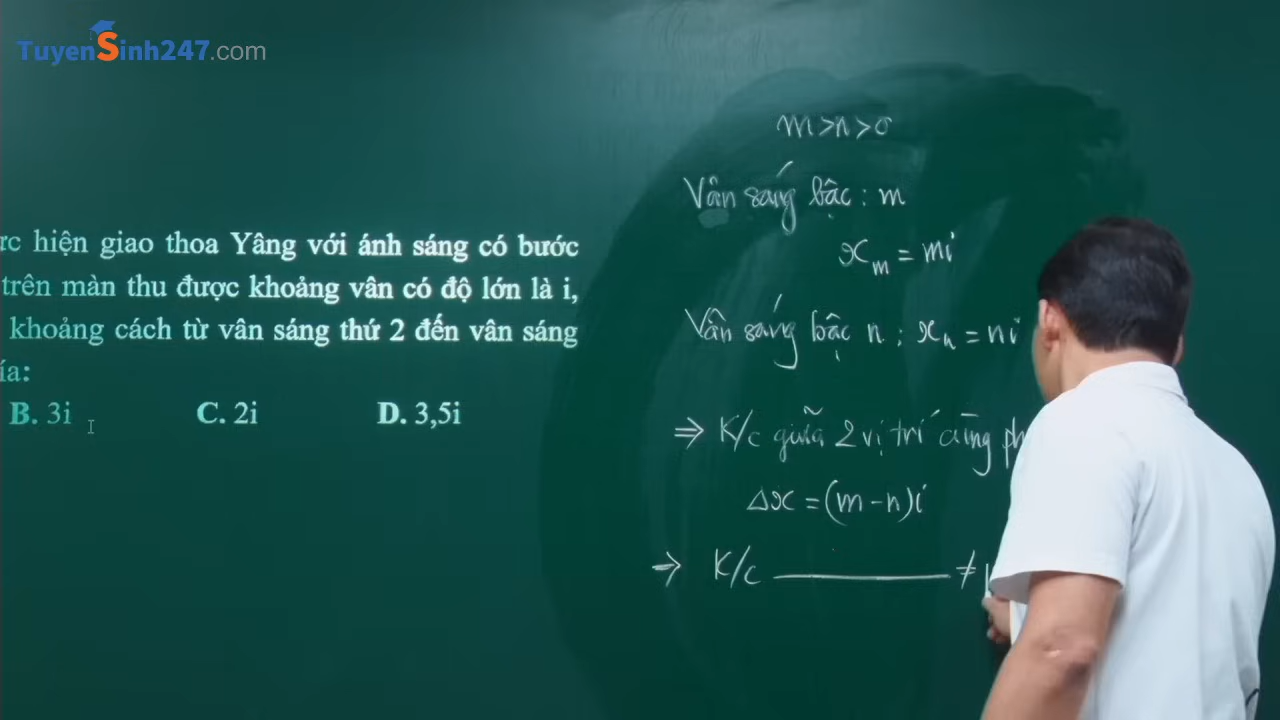 TuyenSinh247.com
hiện giao thoa Yâng với ánh sáng có bước
trên màn thu được khoảng vân có độ lớn là i,
khoảng cách từ vân sáng thứ 2 đến vân sáng
B. 3i C. 2i D. 3,5i
m > n > 0
Vân sáng bậc : m
x_m = mi
Vân sáng bậc n : x_n = ni
⇒ K/c giữa 2 vị trí cùng
Δx = (m - n)i
⇒ K/c ________ ≠